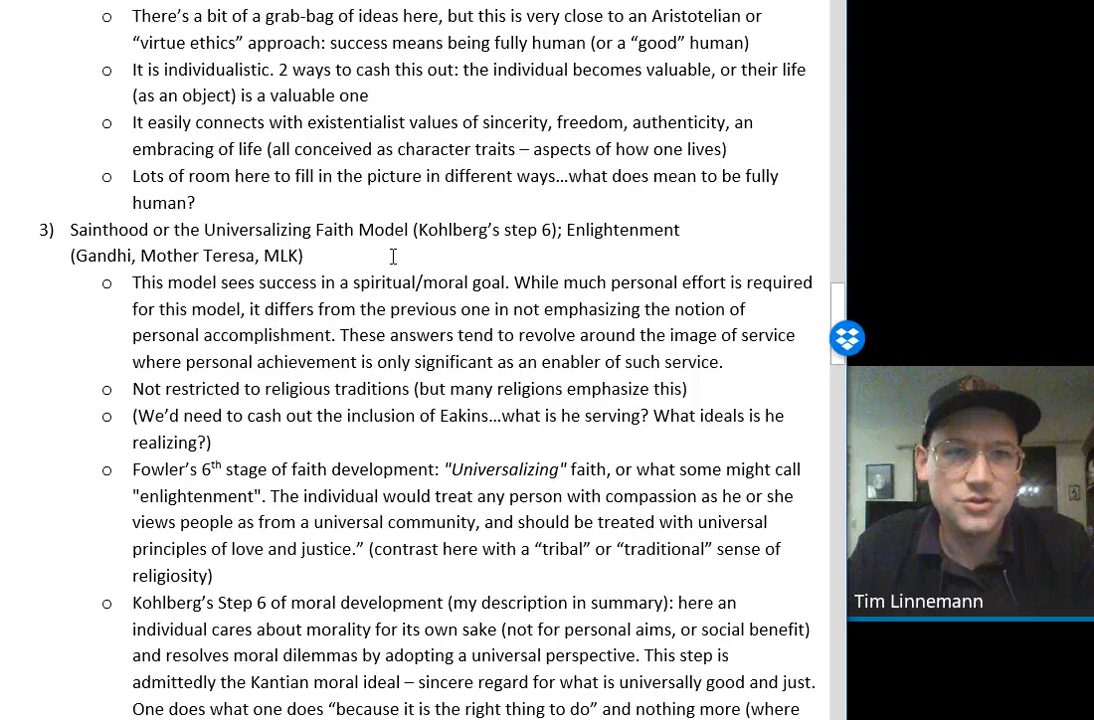 o There's a bit of a grab-bag of ideas here, but this is very close to an Aristotelian or
"virtue ethics" approach: success means being fully human (or a "good" human)
o It is individualistic. 2 ways to cash this out: the individual becomes valuable, or their life
(as an object) is a valuable one
o It easily connects with existentialist values of sincerity, freedom, authenticity, an
embracing of life (all conceived as character traits – aspects of how one lives)
o Lots of room here to fill in the picture in different ways...what does mean to be fully
human?
3) Sainthood or the Universalizing Faith Model (Kohlberg's step 6); Enlightenment
(Gandhi, Mother Teresa, MLK)
o This model sees success in a spiritual/moral goal. While much personal effort is required
for this model, it differs from the previous one in not emphasizing the notion of
personal accomplishment. These answers tend to revolve around the image of service
where personal achievement is only significant as an enabler of such service.
o Not restricted to religious traditions (but many religions emphasize this)
o (We'd need to cash out the inclusion of Eakins...what is he serving? What ideals is he
realizing?)
o Fowler's 6th stage of faith development: "Universalizing" faith, or what some might call
"enlightenment". The individual would treat any person with compassion as he or she
views people as from a universal community, and should be treated with universal
principles of love and justice." (contrast here with a "tribal" or "traditional" sense of
religiosity)
o Kohlberg's Step 6 of moral development (my description in summary): here an
individual cares about morality for its own sake (not for personal aims, or social benefit)
and resolves moral dilemmas by adopting a universal perspective. This step is
admittedly the Kantian moral ideal – sincere regard for what is universally good and just.
One does what one does "because it is the right thing to do" and nothing more (where
Tim Linnemann